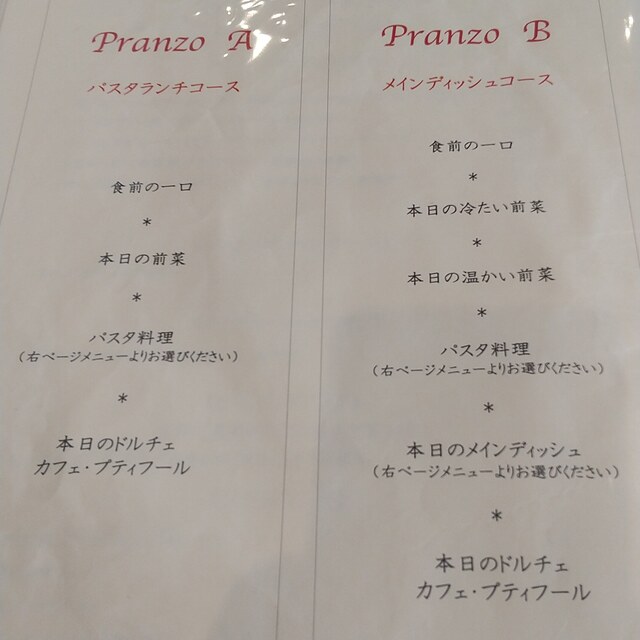 Pranzo A
パスタランチコース
食前の一口
*
本日の前菜
*
パスタ料理
(右ページメニューよりお選びください)
*
本日のドルチェ
カフェ・プティフール
Pranzo B
メインディッシュコース
食前の一口
*
本日の冷たい前菜
*
本日の温かい前菜
*
パスタ料理
(右ページメニューよりお選びください)
*
本日のメインディッシュ
(右ページメニューよりお選びください)
*
本日のドルチェ
カフェ・プティフール